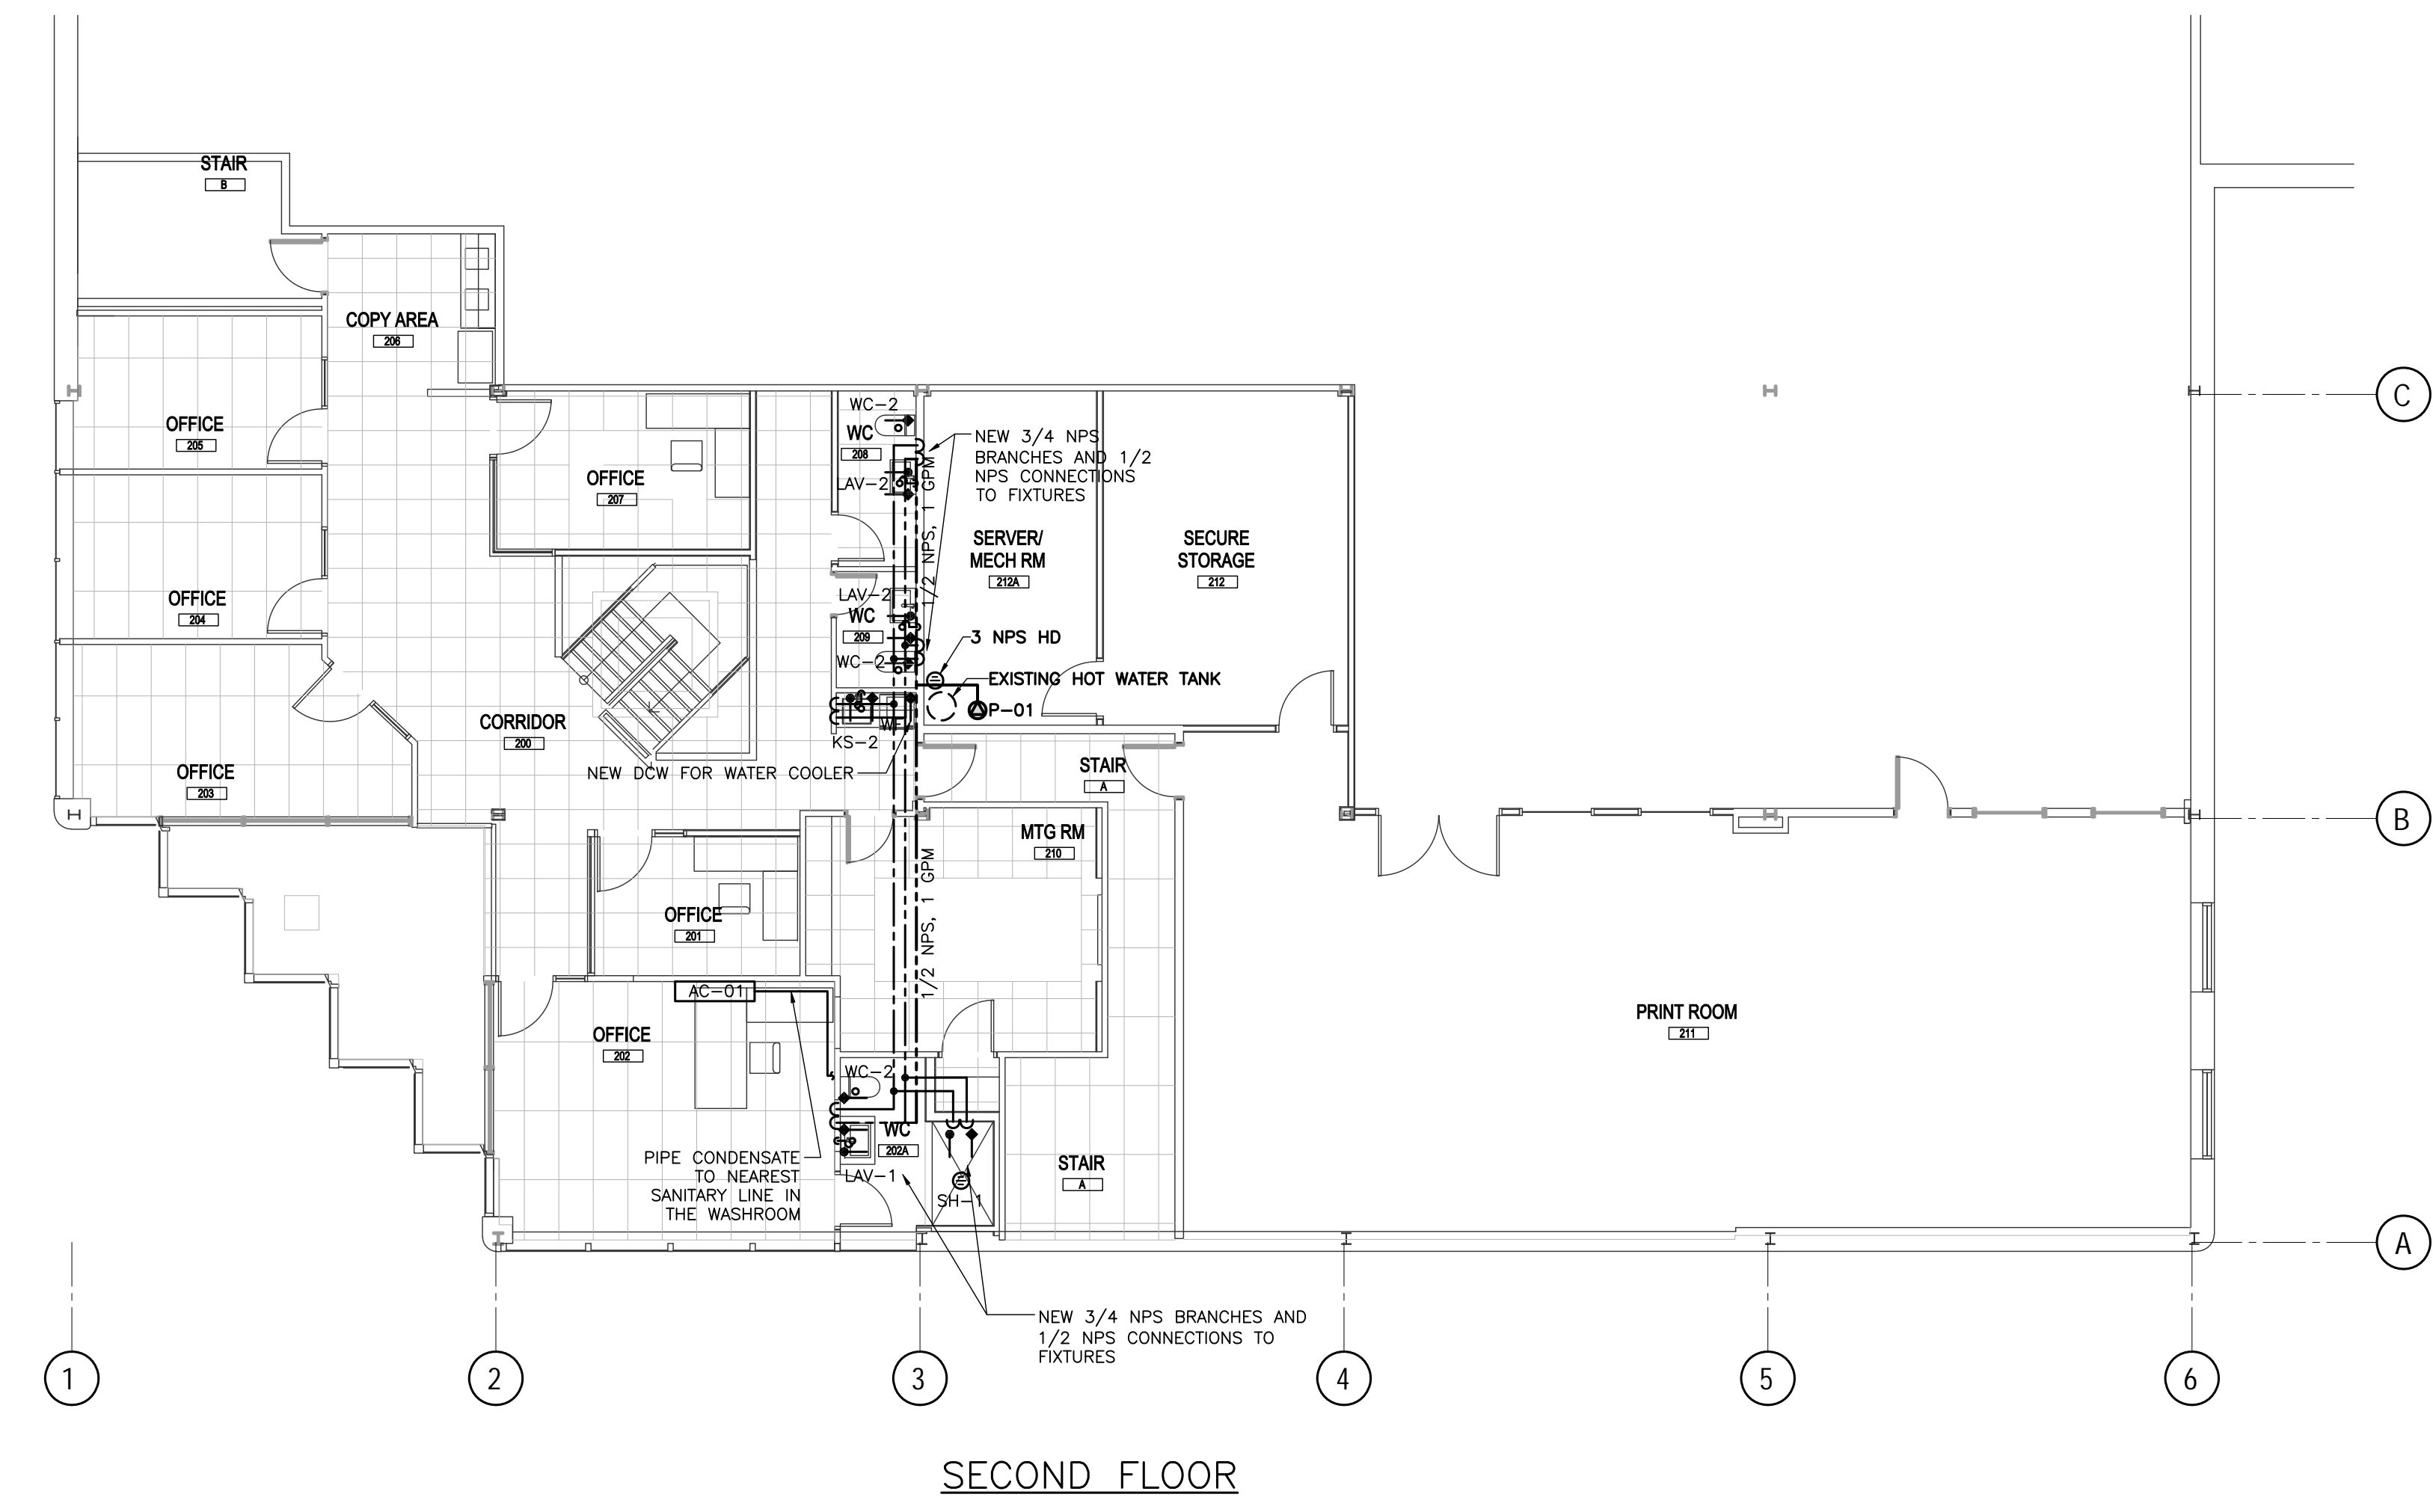 STAIR
B
COPY AREA
206
OFFICE
205
OFFICE
204
OFFICE
203
OFFICE
207
CORRIDOR
200
WC-2
WC
208
LAV-2
LAV-2
WC
209
WC-2
KS-2
NEW DCW FOR WATER COOLER
1/2 NPS, 1 GPM
NEW 3/4 NPS
BRANCHES AND 1/2
NPS CONNECTIONS
TO FIXTURES
SERVER/
MECH RM
212A
SECURE
STORAGE
212
3 NPS HD
EXISTING HOT WATER TANK
P-01
STAIR
A
MTG RM
210
1/2 NPS, 1 GPM
OFFICE
201
AC-01
OFFICE
202
WC-2
WC
202A
LAV-1
SH-1
PIPE CONDENSATE
TO NEAREST
SANITARY LINE IN
THE WASHROOM
STAIR
A
PRINT ROOM
211
NEW 3/4 NPS BRANCHES AND
1/2 NPS CONNECTIONS TO
FIXTURES
C
B
A
1
2
3
4
5
6
SECOND FLOOR